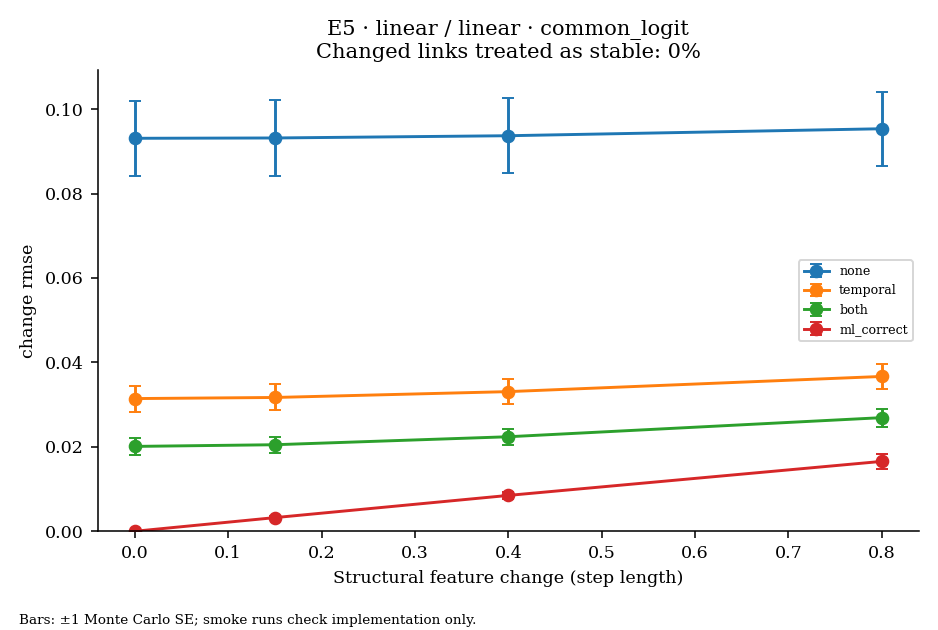 E5 · linear / linear · common_logit
Changed links treated as stable: 0%
change rmse
0.10
0.08
0.06
0.04
0.02
0.00
none
temporal
both
ml_correct
0.0 0.1 0.2 0.3 0.4 0.5 0.6 0.7 0.8
Structural feature change (step length)
Bars: ±1 Monte Carlo SE; smoke runs check implementation only.